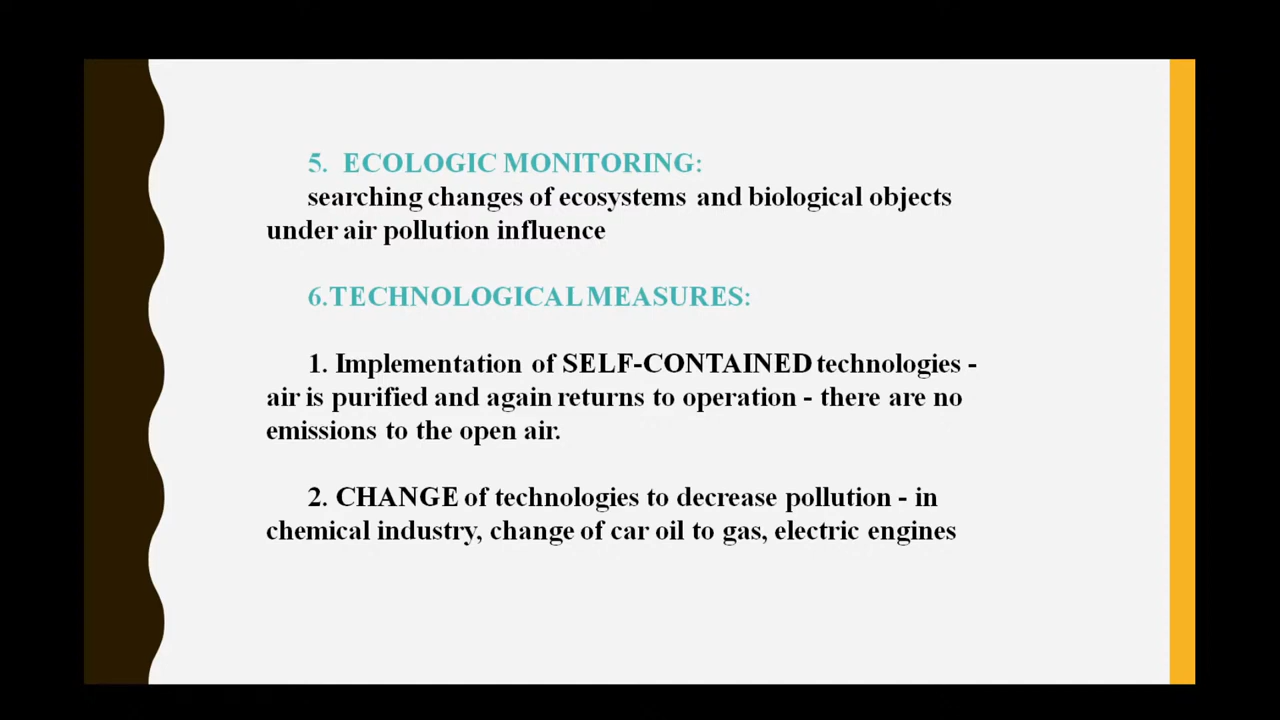 5. ECOLOGIC MONITORING:
searching changes of ecosystems and biological objects
under air pollution influence
6.TECHNOLOGICAL MEASURES:
1. Implementation of SELF-CONTAINED technologies -
air is purified and again returns to operation - there are no
emissions to the open air.
2. CHANGE of technologies to decrease pollution - in
chemical industry, change of car oil to gas, electric engines